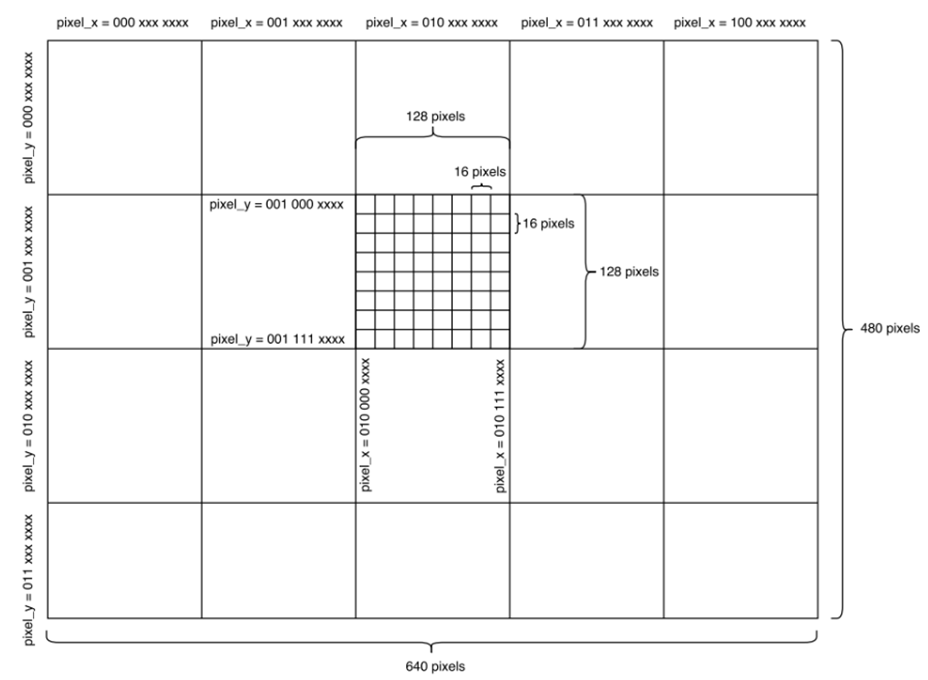 pixel_x = 000 xxx xxxx
pixel_x = 001 xxx xxxx
pixel_x = 010 xxx xxxx
pixel_x = 011 xxx xxxx
pixel_x = 100 xxx xxxx
pixel_y = 000 xxx xxxx
128 pixels
16 pixels
pixel_y = 001 xxx xxxx
pixel_y = 001 000 xxxx
16 pixels
128 pixels
480 pixels
pixel_y = 001 111 xxxx
pixel_y = 010 xxx xxxx
pixel_x = 010 000 xxxx
pixel_x = 010 111 xxxx
pixel_y = 011 xxx xxxx
640 pixels